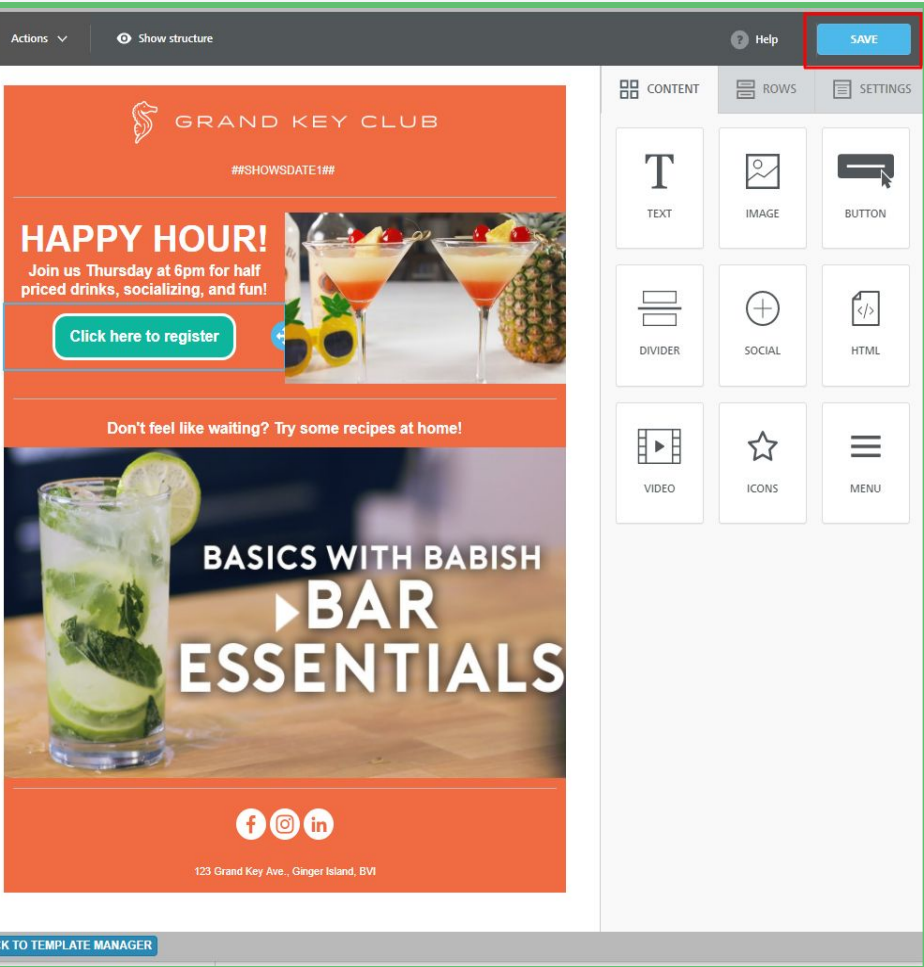 Actions
Show structure
? Help
SAVE
CONTENT
ROWS
SETTINGS
GRAND KEY CLUB
##SHOWSDATE1##
HAPPY HOUR!
Join us Thursday at 6pm for half
priced drinks, socializing, and fun!
Click here to register
Don't feel like waiting? Try some recipes at home!
BASICS WITH BABISH
BAR
ESSENTIALS
f
in
123 Grand Key Ave., Ginger Island, BVI
T
TEXT
IMAGE
BUTTON
DIVIDER
SOCIAL
</>
HTML
VIDEO
ICONS
MENU
CK TO TEMPLATE MANAGER